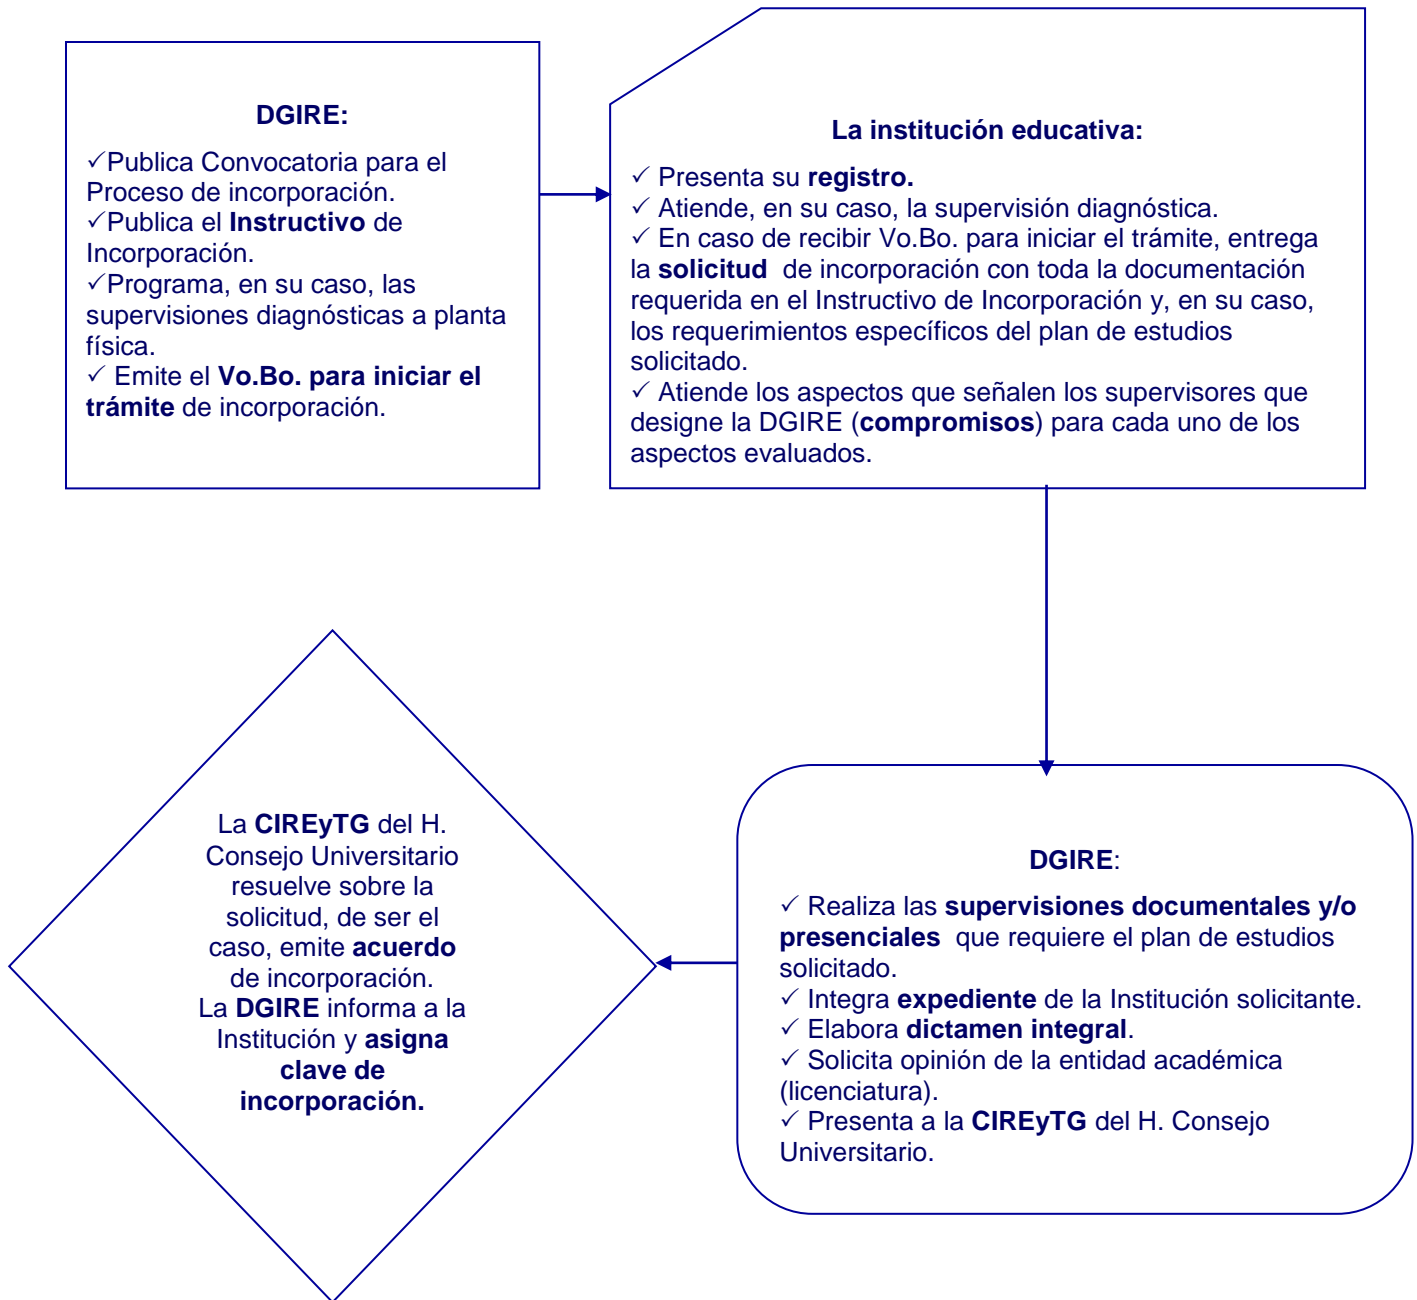 DGIRE:
✓Publica Convocatoria para el
Proceso de incorporación.
✓Publica el Instructivo de
Incorporación.
✓Programa, en su caso, las
supervisiones diagnósticas a planta
física.
✓ Emite el Vo.Bo. para iniciar el
trámite de incorporación.
La institución educativa:
✓ Presenta su registro.
✓ Atiende, en su caso, la supervisión diagnóstica.
✓ En caso de recibir Vo.Bo. para iniciar el trámite, entrega
la solicitud de incorporación con toda la documentación
requerida en el Instructivo de Incorporación y, en su caso,
los requerimientos específicos del plan de estudios
solicitado.
✓ Atiende los aspectos que señalen los supervisores que
designe la DGIRE (compromisos) para cada uno de los
aspectos evaluados.
DGIRE:
✓ Realiza las supervisiones documentales y/o
presenciales que requiere el plan de estudios
solicitado.
✓ Integra expediente de la Institución solicitante.
✓ Elabora dictamen integral.
✓ Solicita opinión de la entidad académica
(licenciatura).
✓ Presenta a la CIREyTG del H. Consejo
Universitario.
La CIREyTG del H.
Consejo Universitario
resuelve sobre la
solicitud, de ser el
caso, emite acuerdo
de incorporación.
La DGIRE informa a la
Institución y asigna
clave de
incorporación.